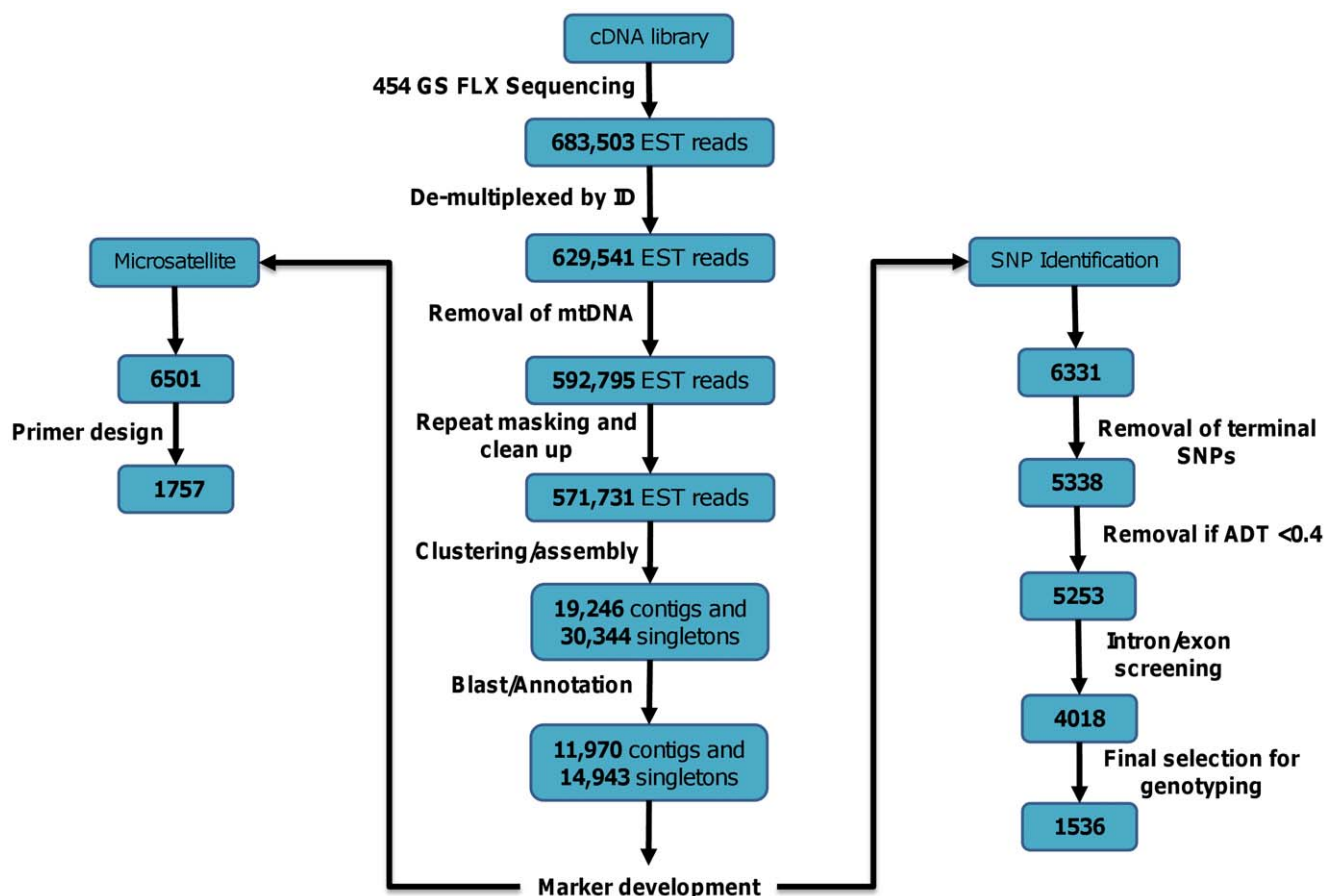 cDNA library
454 GS FLX Sequencing
683,503 EST reads
De-multiplexed by ID
629,541 EST reads
Removal of mtDNA
592,795 EST reads
Repeat masking and
clean up
571,731 EST reads
Clustering/assembly
19,246 contigs and
30,344 singletons
Blast/Annotation
11,970 contigs and
14,943 singletons
Marker development
Microsatellite
6501
Primer design
1757
SNP Identification
6331
Removal of terminal
SNPs
5338
Removal if ADT <0.4
5253
Intron/exon
screening
4018
Final selection for
genotyping
1536